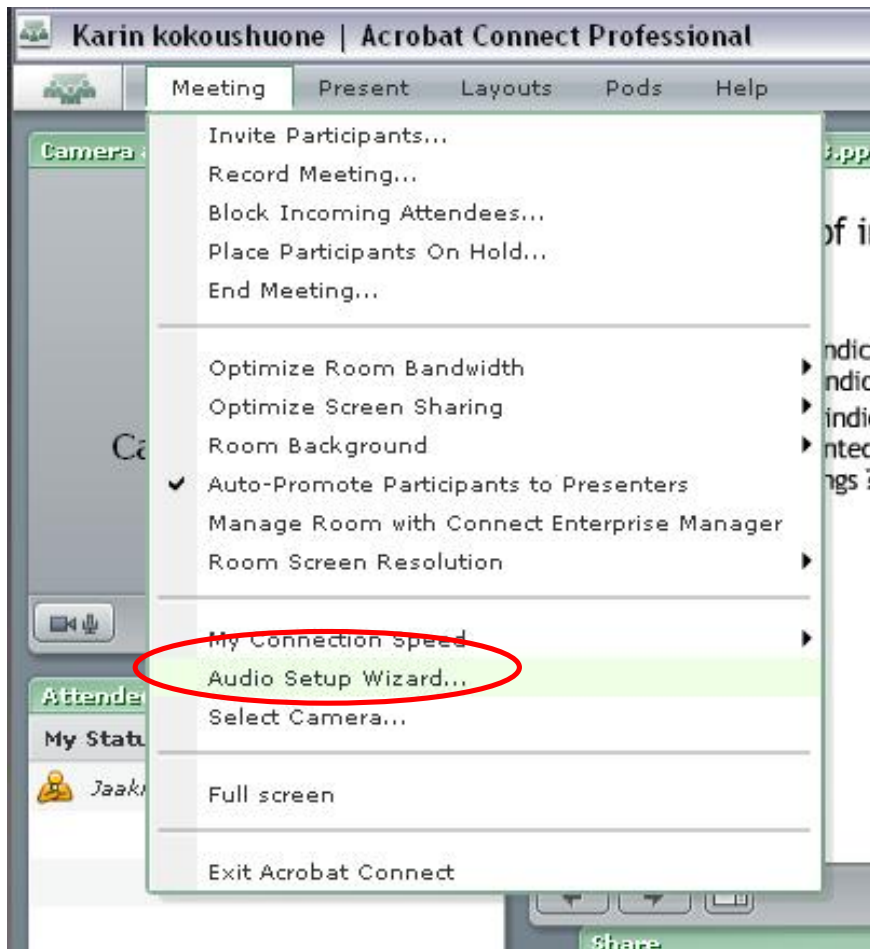 Karin kokoushuone | Acrobat Connect Professional
Meeting Present Layouts Pods Help
Camera
Invite Participants...
Record Meeting...
Block Incoming Attendees...
Place Participants On Hold...
End Meeting...
Optimize Room Bandwidth
Optimize Screen Sharing
Room Background
Auto-Promote Participants to Presenters
Manage Room with Connect Enterprise Manager
Room Screen Resolution
My Connection Speed
Audio Setup Wizard...
Select Camera...
My
Full screen
Exit Acrobat Connect
Share